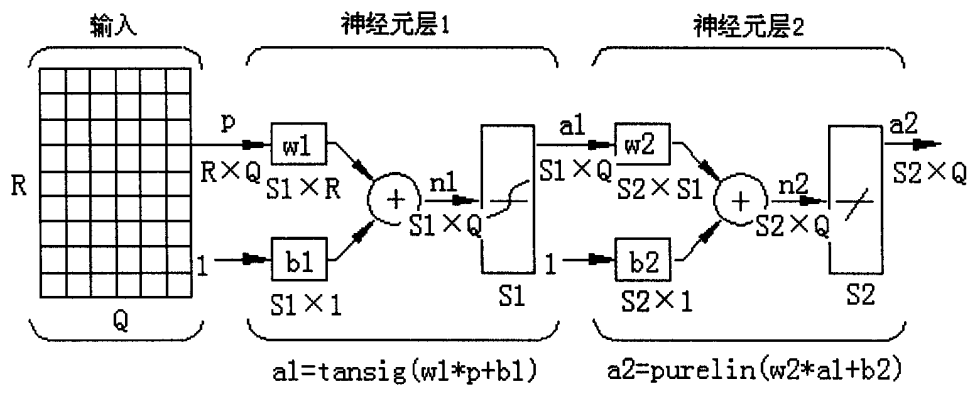 输入
神经元层1
神经元层2
p
R×Q
w1
S1×R
n1
S1×Q
a1
S1×Q
w2
S2×S1
n2
S2×Q
a2
S2×Q
R
+
+
1
b1
S1×1
S1
1
b2
S2×1
S2
Q
a1=tansig(w1*p+b1)
a2=purelin(w2*a1+b2)